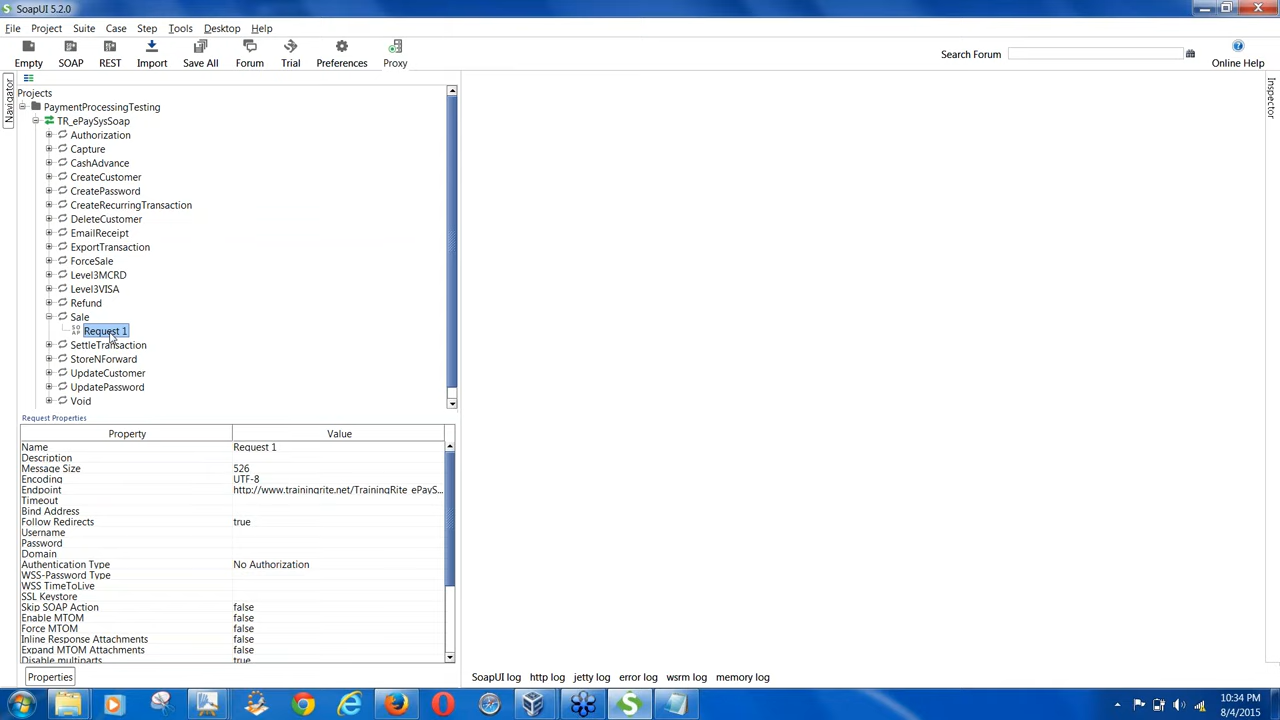 SoapUI 5.2.0
File Project Suite Case Step Tools Desktop Help
Empty SOAP REST Import Save All Forum Trial Preferences Proxy Search Forum Online Help
Navigator
Inspector
Projects
PaymentProcessingTesting
TR_ePaySysSoap
Authorization
Capture
CashAdvance
CreateCustomer
CreatePassword
CreateRecurringTransaction
DeleteCustomer
EmailReceipt
ExportTransaction
ForceSale
Level3MCRD
Level3VISA
Refund
Sale
Request 1
SettleTransaction
StoreNForward
UpdateCustomer
UpdatePassword
Void
Request Properties
Property Value
Name Request 1
Description
Message Size 526
Encoding UTF-8
Endpoint http://www.trainingrite.net/TrainingRite_ePayS...
Timeout
Bind Address
Follow Redirects true
Username
Password
Domain
Authentication Type No Authorization
WSS-Password Type
WSS TimeToLive
SSL Keystore
Skip SOAP Action false
Enable MTOM false
Force MTOM false
Inline Response Attachments false
Expand MTOM Attachments false
Disable multiparts true
Properties
SoapUI log http log jetty log error log wsrm log memory log
10:34 PM
8/4/2015